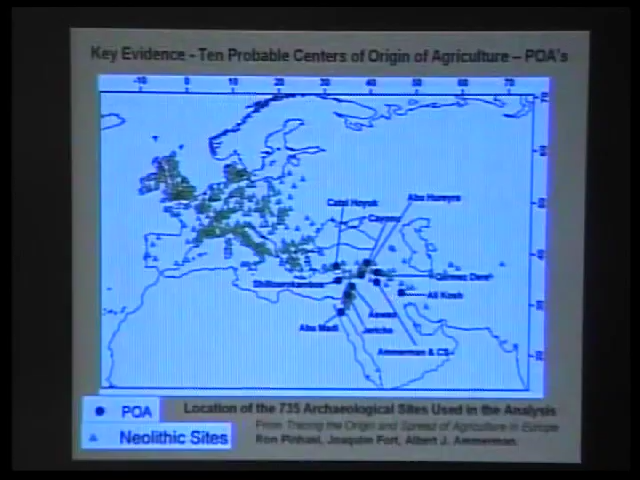 Key Evidence - Ten Probable Centers of Origin of Agriculture – POA's
-10 0 10 20 30 40 50 60 70
Abu Hureyra
Catal Hoyuk
Cayonu
Shillourokambos
Ali Kosh
Aswad
Abu Madi
Jericho
Ammerman & CS
POA
Neolithic Sites
Location of the 735 Archaeological Sites Used in the Analysis
From Tracing the Origin and Spread of Agriculture in Europe
Ron Pinhasi, Joaquim Fort, Albert J. Ammerman